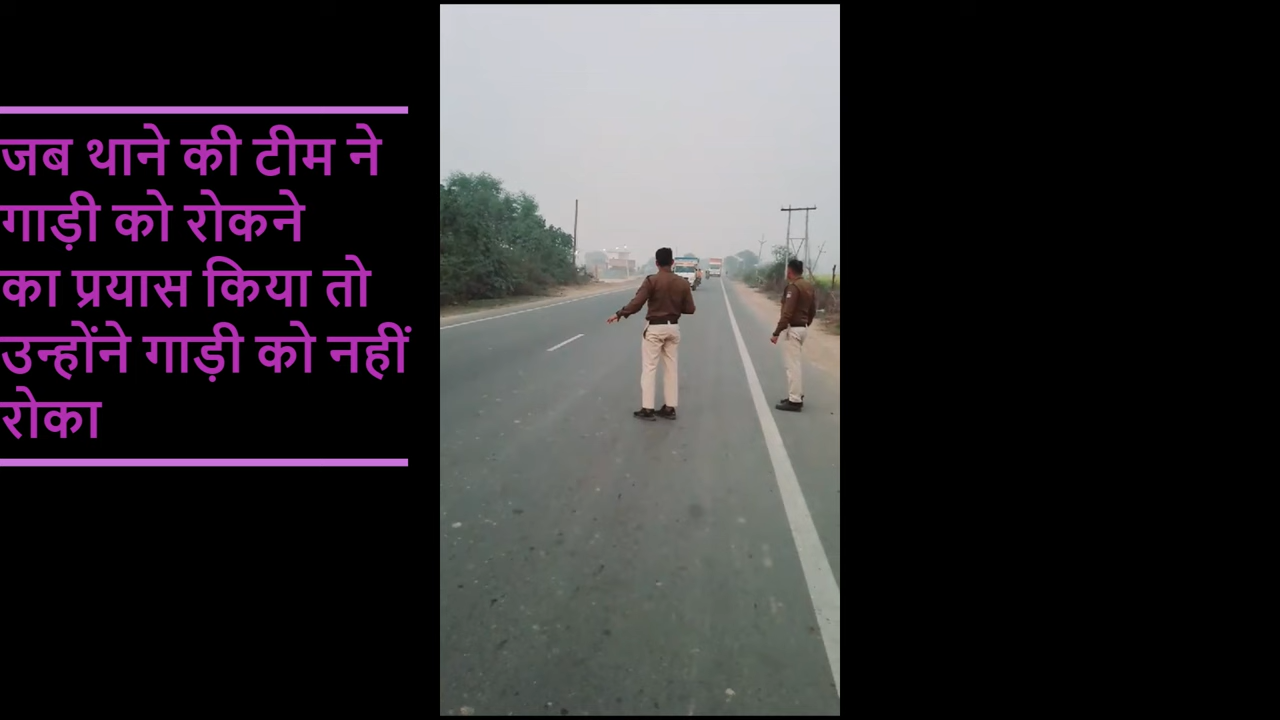 जब थाने की टीम ने
गाड़ी को रोकने
का प्रयास किया तो
उन्होंने गाड़ी को नहीं
रोका